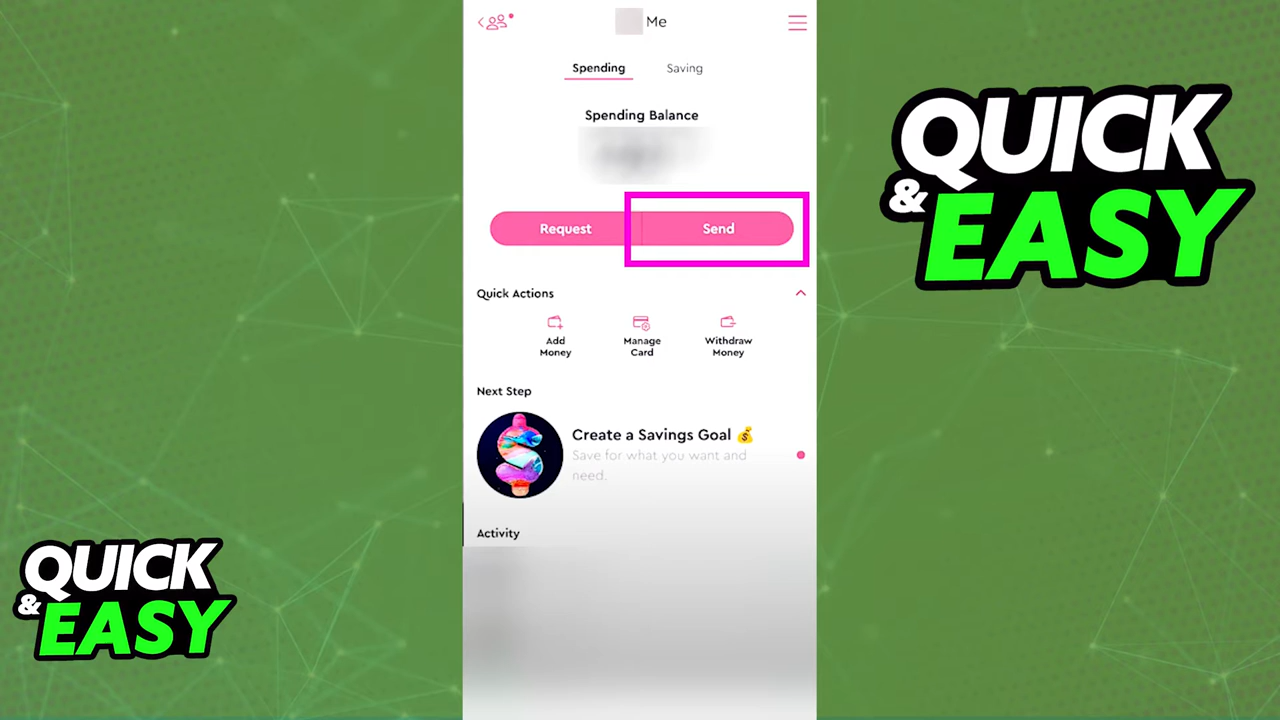 Me
Spending Saving
Spending Balance
Request Send
Quick Actions
Add Money
Manage Card
Withdraw Money
Next Step
Create a Savings Goal 💰
Save for what you want and
need.
Activity
QUICK
& EASY
QUICK
& EASY